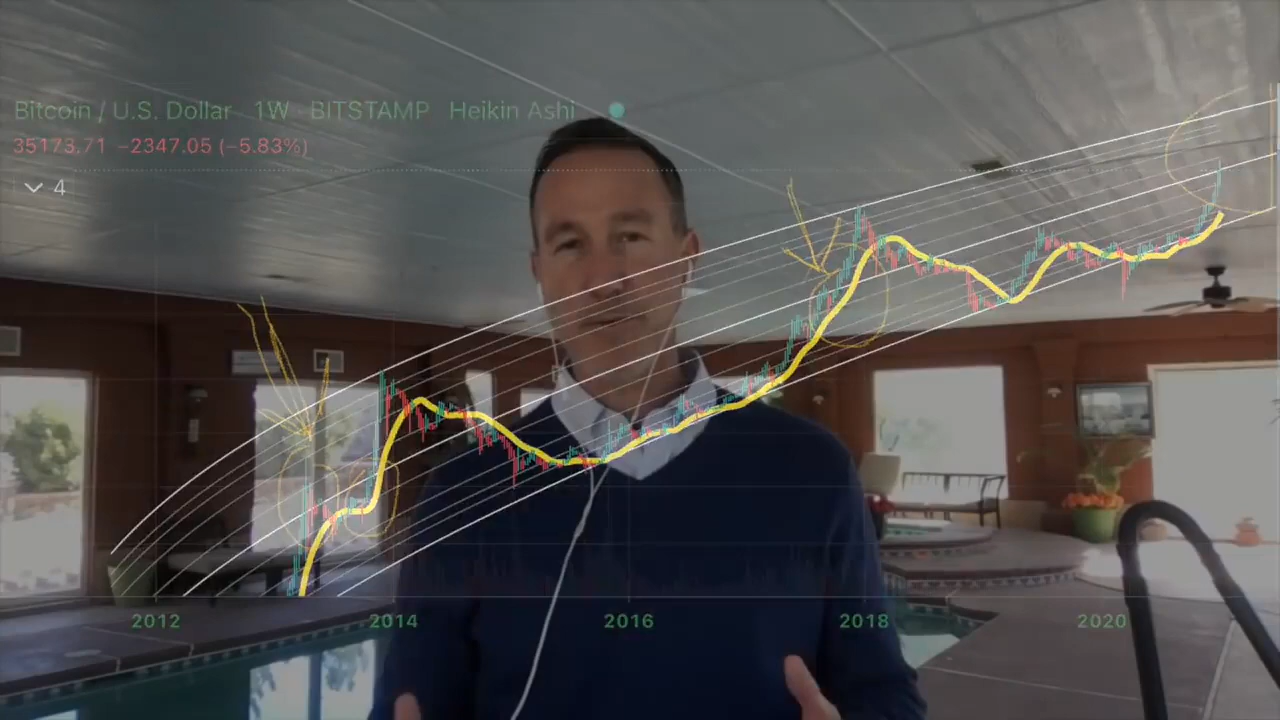 Bitcoin / U.S. Dollar · 1W · BITSTAMP Heikin Ashi
35173.71 −2347.05 (−5.83%)
4
2012 2014 2016 2018 2020